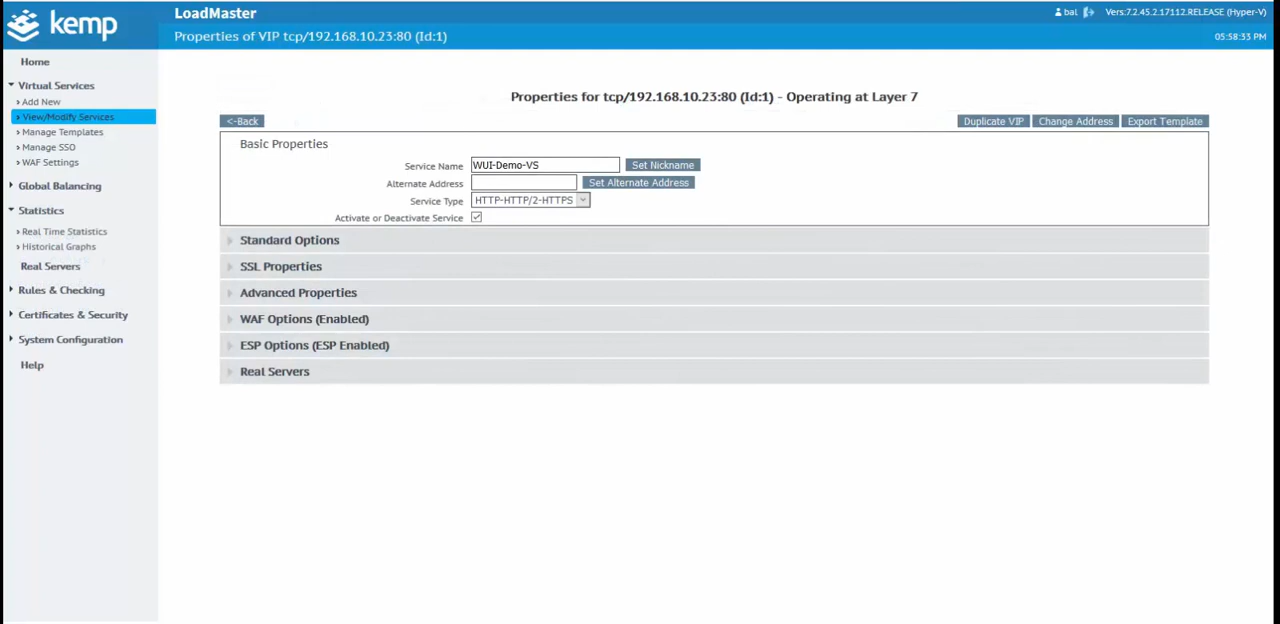 kemp
LoadMaster
bal
Vers:7.2.45.2.17112.RELEASE (Hyper-V)
Properties of VIP tcp/192.168.10.23:80 (Id:1)
05:58:33 PM
Home
Virtual Services
Add New
View/Modify Services
Manage Templates
Manage SSO
WAF Settings
Global Balancing
Statistics
Real Time Statistics
Historical Graphs
Real Servers
Rules & Checking
Certificates & Security
System Configuration
Help
Properties for tcp/192.168.10.23:80 (Id:1) - Operating at Layer 7
<-Back
Duplicate VIP
Change Address
Export Template
Basic Properties
Service Name WUI-Demo-VS Set Nickname
Alternate Address Set Alternate Address
Service Type HTTP-HTTP/2-HTTPS
Activate or Deactivate Service
Standard Options
SSL Properties
Advanced Properties
WAF Options (Enabled)
ESP Options (ESP Enabled)
Real Servers